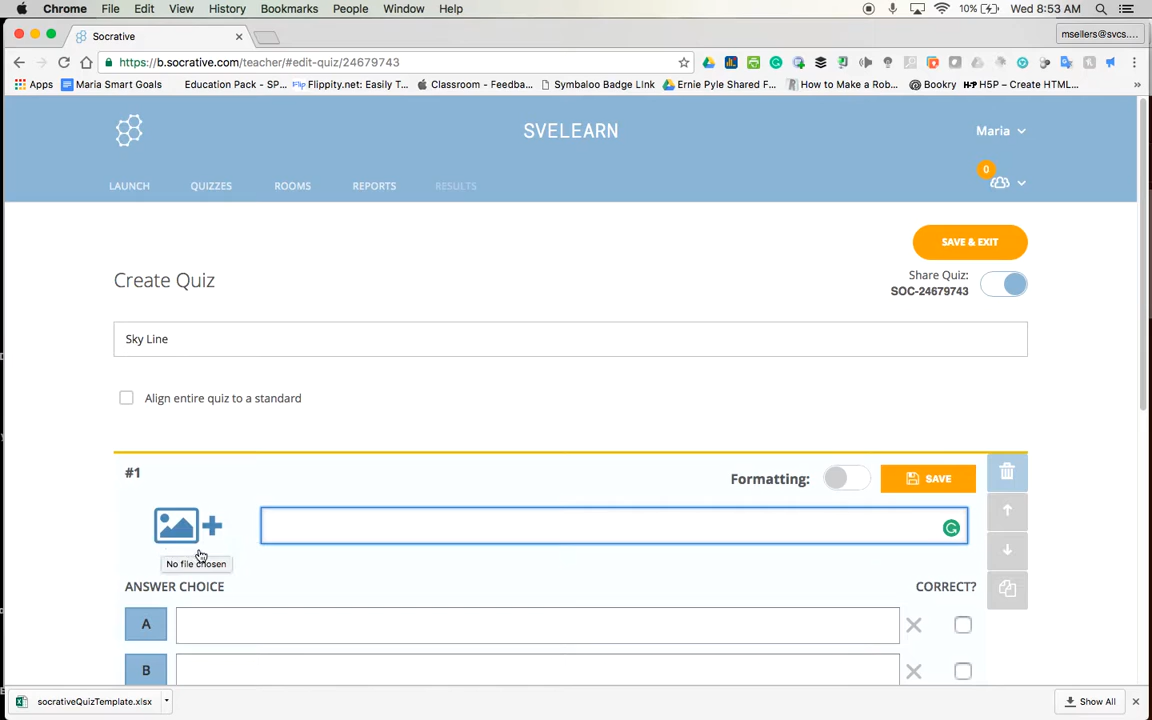 Chrome File Edit View History Bookmarks People Window Help 10% Wed 8:53 AM
Socrative
msellers@svcs....
https://b.socrative.com/teacher/#edit-quiz/24679743
Apps Maria Smart Goals Education Pack - SP... Flippity.net: Easily T... Classroom - Feedba... Symbaloo Badge Link Ernie Pyle Shared F... How to Make a Rob... Bookry H5P – Create HTML... »
SVELEARN
Maria
0
LAUNCH QUIZZES ROOMS REPORTS RESULTS
SAVE & EXIT
Create Quiz
Share Quiz:
SOC-24679743
Sky Line
Align entire quiz to a standard
#1
Formatting:
SAVE
No file chosen
ANSWER CHOICE
CORRECT?
A
B
socrativeQuizTemplate.xlsx
Show All